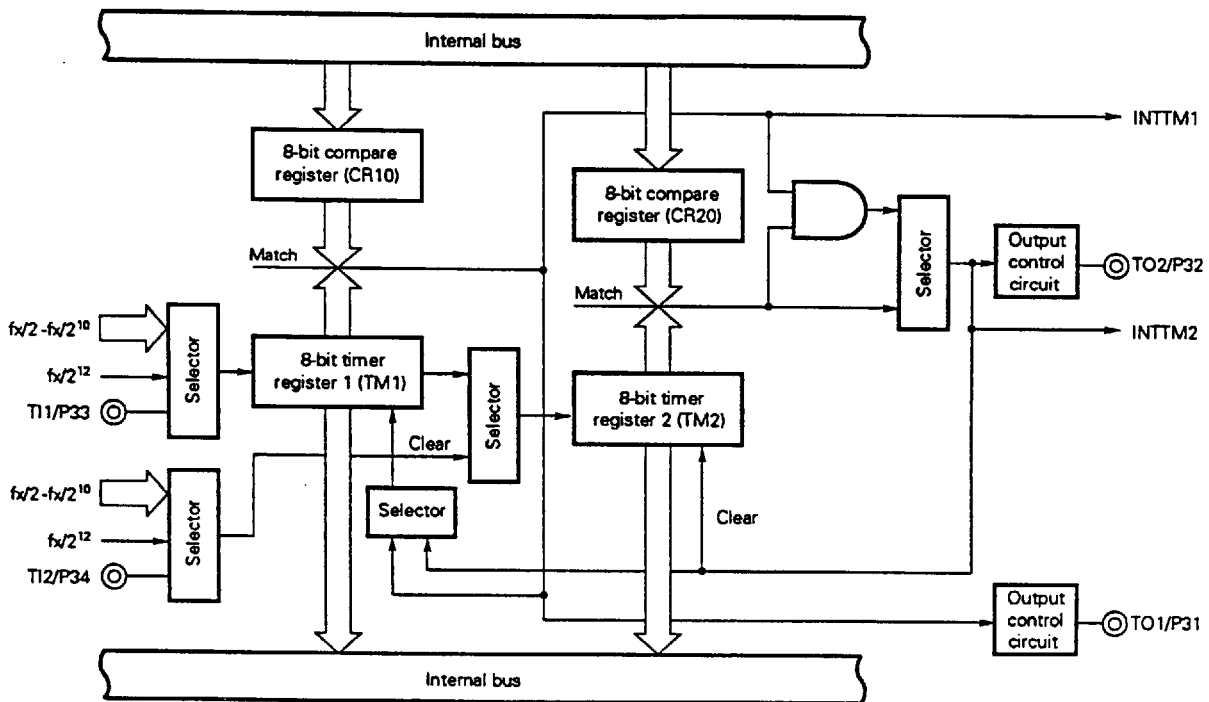 Internal bus
INTTM1
8-bit compare
register (CR10)
8-bit compare
register (CR20)
Match
Selector
Output
control
circuit
TO2/P32
Match
INTTM2
fx/2 -fx/2¹⁰
fx/2¹²
TI1/P33
Selector
8-bit timer
register 1 (TM1)
Selector
8-bit timer
register 2 (TM2)
Clear
fx/2 -fx/2¹⁰
fx/2¹²
TI2/P34
Selector
Selector
Clear
Output
control
circuit
TO1/P31
Internal bus